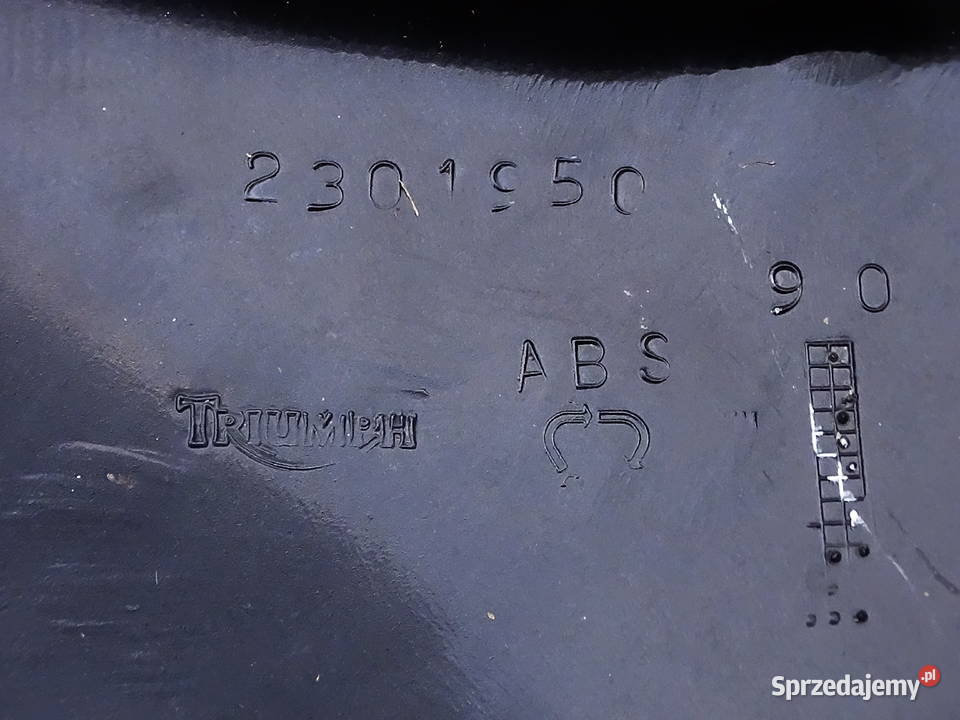 2301950
90
ABS
TRIUMPH
Sprzedajemy.pl